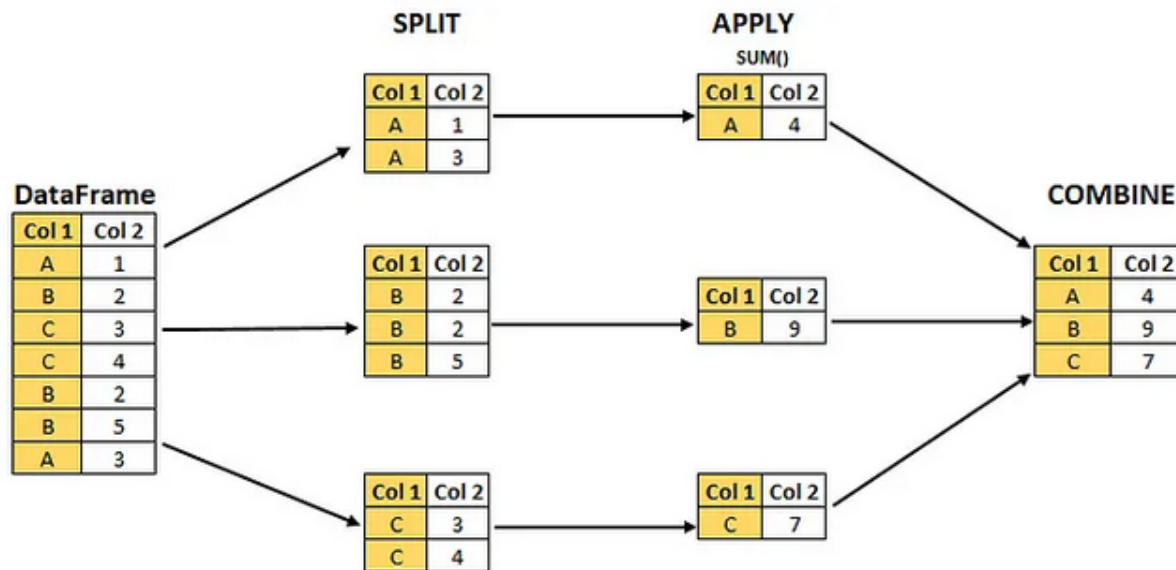 SPLIT
APPLY
SUM()
Col 1 Col 2
A 1
A 3
Col 1 Col 2
A 4
DataFrame
Col 1 Col 2
A 1
B 2
C 3
C 4
B 2
B 5
A 3
Col 1 Col 2
B 2
B 2
B 5
Col 1 Col 2
B 9
COMBINE
Col 1 Col 2
A 4
B 9
C 7
Col 1 Col 2
C 3
C 4
Col 1 Col 2
C 7